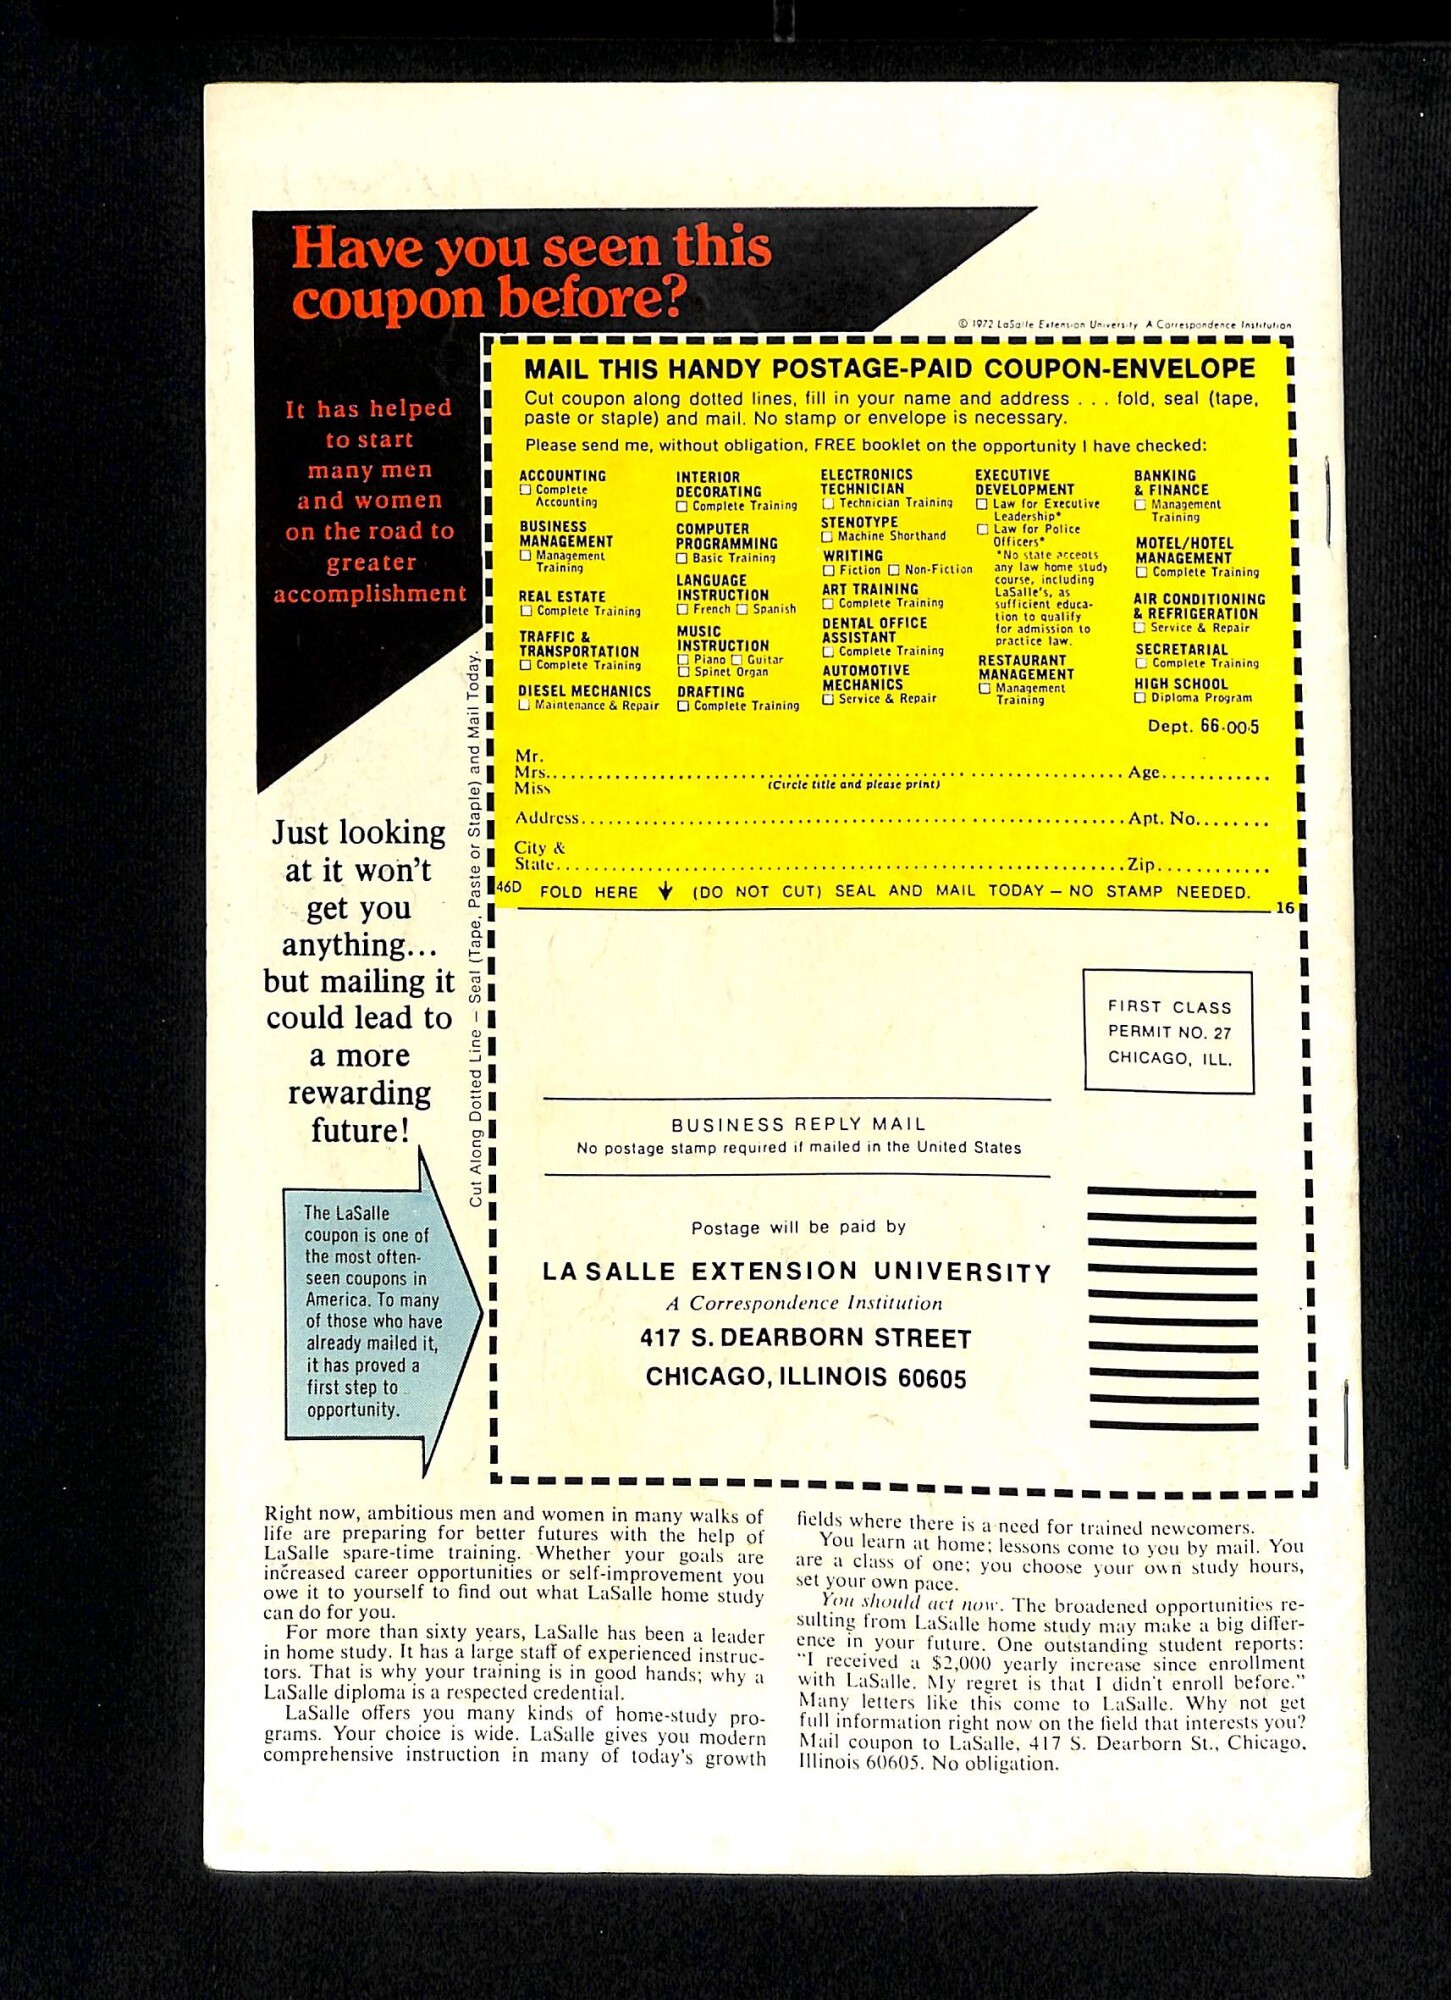 Have you seen this
coupon before?
© 1972 LaSalle Extension University A Correspondence Institution
It has helped
to start
many men
and women
on the road to
greater
accomplishment
MAIL THIS HANDY POSTAGE-PAID COUPON-ENVELOPE
Cut coupon along dotted lines, fill in your name and address . . . fold, seal (tape,
paste or staple) and mail. No stamp or envelope is necessary.
Please send me, without obligation, FREE booklet on the opportunity I have checked:
ACCOUNTING
☐ Complete
Accounting
BUSINESS
MANAGEMENT
☐ Management
Training
REAL ESTATE
☐ Complete Training
TRAFFIC &
TRANSPORTATION
☐ Complete Training
DIESEL MECHANICS
☐ Maintenance & Repair
INTERIOR
DECORATING
☐ Complete Training
COMPUTER
PROGRAMMING
☐ Basic Training
LANGUAGE
INSTRUCTION
☐ French ☐ Spanish
MUSIC
INSTRUCTION
☐ Piano ☐ Guitar
☐ Spinet Organ
DRAFTING
☐ Complete Training
ELECTRONICS
TECHNICIAN
☐ Technician Training
STENOTYPE
☐ Machine Shorthand
WRITING
☐ Fiction ☐ Non-Fiction
ART TRAINING
☐ Complete Training
DENTAL OFFICE
ASSISTANT
☐ Complete Training
AUTOMOTIVE
MECHANICS
☐ Service & Repair
EXECUTIVE
DEVELOPMENT
☐ Law for Executive
Leadership*
☐ Law for Police
Officers*
*No state accepts
any law home study
course, including
LaSalle's, as
sufficient educa-
tion to qualify
for admission to
practice law.
RESTAURANT
MANAGEMENT
☐ Management
Training
BANKING
& FINANCE
☐ Management
Training
MOTEL/HOTEL
MANAGEMENT
☐ Complete Training
AIR CONDITIONING
& REFRIGERATION
☐ Service & Repair
SECRETARIAL
☐ Complete Training
HIGH SCHOOL
☐ Diploma Program
Dept. 66-005
Mr.
Mrs. Age
Miss (Circle title and please print)
Address Apt. No.
City &
State Zip
46D FOLD HERE ↓ (DO NOT CUT) SEAL AND MAIL TODAY — NO STAMP NEEDED.
16
Cut Along Dotted Line — Seal (Tape, Paste or Staple) and Mail Today.
Just looking
at it won't
get you
anything...
but mailing it
could lead to
a more
rewarding
future!
FIRST CLASS
PERMIT NO. 27
CHICAGO, ILL.
BUSINESS REPLY MAIL
No postage stamp required if mailed in the United States
Postage will be paid by
LA SALLE EXTENSION UNIVERSITY
A Correspondence Institution
417 S. DEARBORN STREET
CHICAGO, ILLINOIS 60605
The LaSalle
coupon is one of
the most often-
seen coupons in
America. To many
of those who have
already mailed it,
it has proved a
first step to
opportunity.
Right now, ambitious men and women in many walks of
life are preparing for better futures with the help of
LaSalle spare-time training. Whether your goals are
increased career opportunities or self-improvement you
owe it to yourself to find out what LaSalle home study
can do for you.
For more than sixty years, LaSalle has been a leader
in home study. It has a large staff of experienced instruc-
tors. That is why your training is in good hands; why a
LaSalle diploma is a respected credential.
LaSalle offers you many kinds of home-study pro-
grams. Your choice is wide. LaSalle gives you modern
comprehensive instruction in many of today's growth
fields where there is a need for trained newcomers.
You learn at home; lessons come to you by mail. You
are a class of one; you choose your own study hours,
set your own pace.
You should act now. The broadened opportunities re-
sulting from LaSalle home study may make a big differ-
ence in your future. One outstanding student reports:
"I received a $2,000 yearly increase since enrollment
with LaSalle. My regret is that I didn't enroll before."
Many letters like this come to LaSalle. Why not get
full information right now on the field that interests you?
Mail coupon to LaSalle, 417 S. Dearborn St., Chicago,
Illinois 60605. No obligation.